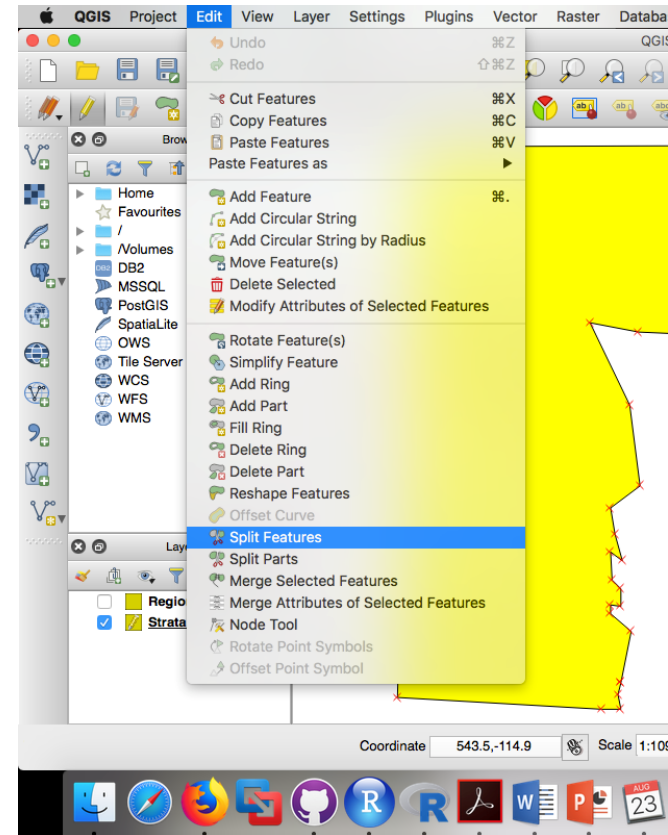 QGIS Project Edit View Layer Settings Plugins Vector Raster Databa
QGIS
Undo ⌘Z
Redo ⇧⌘Z
Cut Features ⌘X
Copy Features ⌘C
Paste Features ⌘V
Paste Features as
Add Feature ⌘.
Add Circular String
Add Circular String by Radius
Move Feature(s)
Delete Selected
Modify Attributes of Selected Features
Rotate Feature(s)
Simplify Feature
Add Ring
Add Part
Fill Ring
Delete Ring
Delete Part
Reshape Features
Offset Curve
Split Features
Split Parts
Merge Selected Features
Merge Attributes of Selected Features
Node Tool
Rotate Point Symbols
Offset Point Symbol
Brow
Home
Favourites
/
/Volumes
DB2
MSSQL
PostGIS
SpatiaLite
OWS
Tile Server
WCS
WFS
WMS
Laye
Regio
Strata
Coordinate 543.5,-114.9 Scale 1:109
R R W P AUG
23